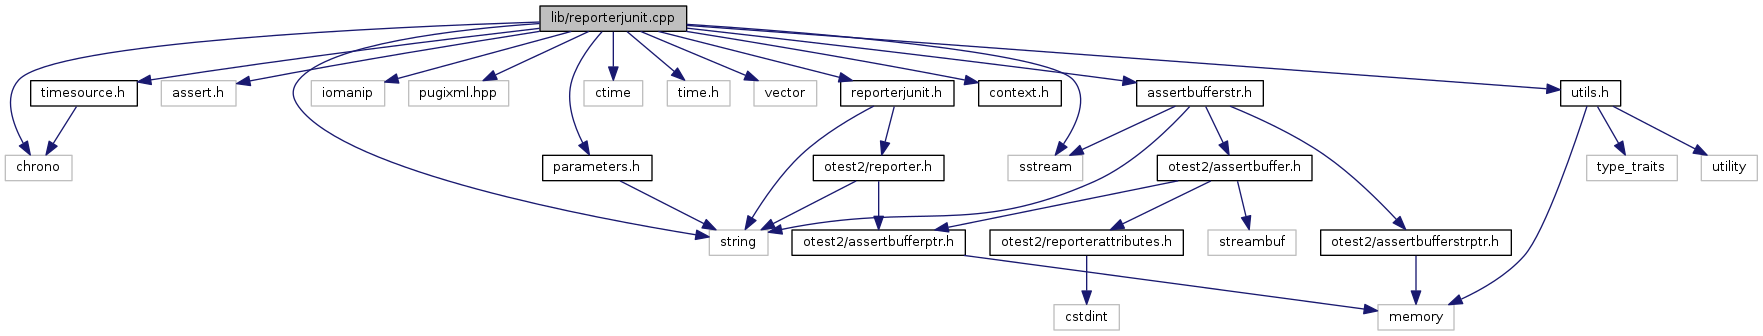 lib/reporterjunit.cpp
timesource.h
assert.h
iomanip
pugixml.hpp
ctime
time.h
vector
reporterjunit.h
context.h
assertbufferstr.h
utils.h
chrono
parameters.h
otest2/reporter.h
sstream
otest2/assertbuffer.h
type_traits
utility
string
otest2/assertbufferptr.h
otest2/reporterattributes.h
streambuf
otest2/assertbufferstrptr.h
cstdint
memory